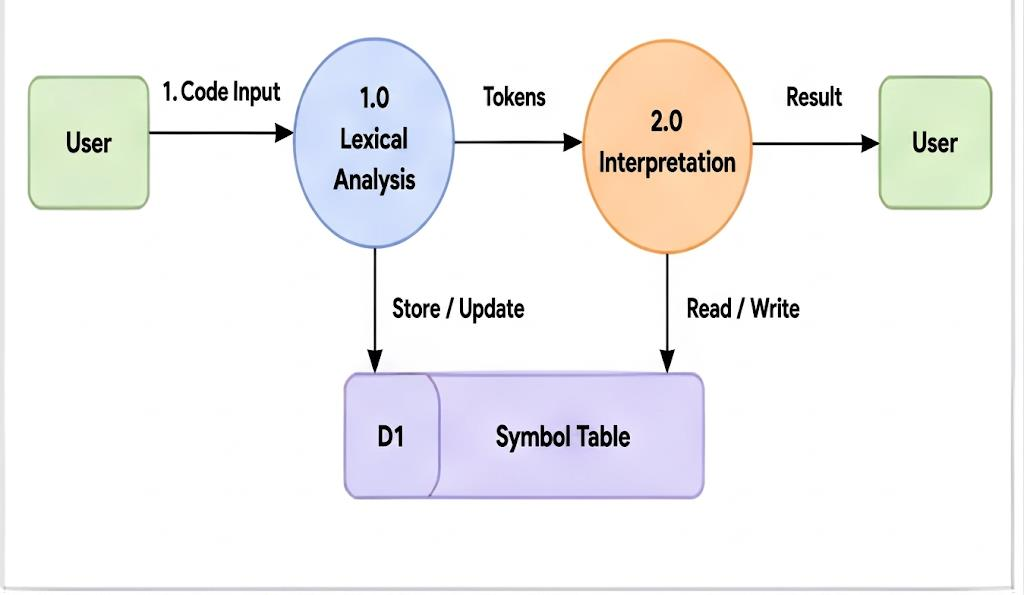 User
1. Code Input
1.0
Lexical
Analysis
Tokens
2.0
Interpretation
Result
User
Store / Update
Read / Write
D1
Symbol Table